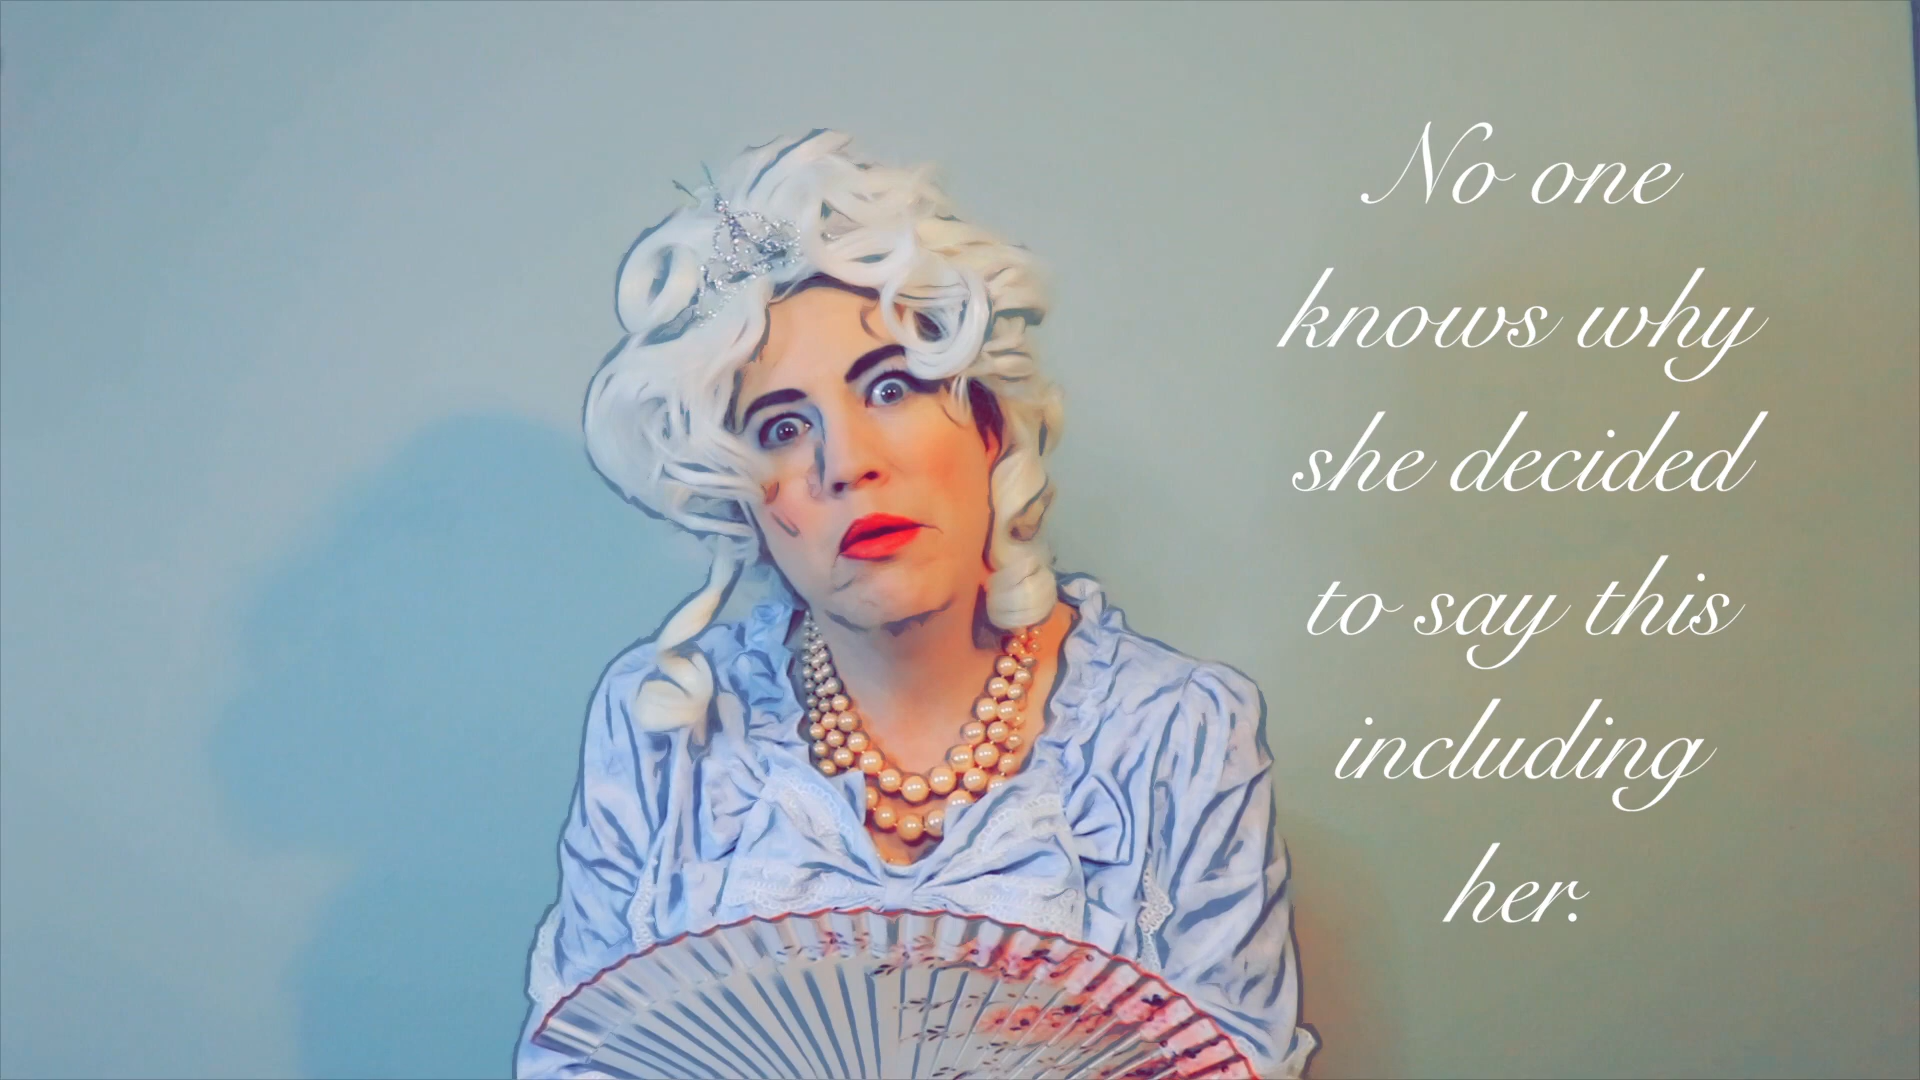 No one
knows why
she decided
to say this
including
her.